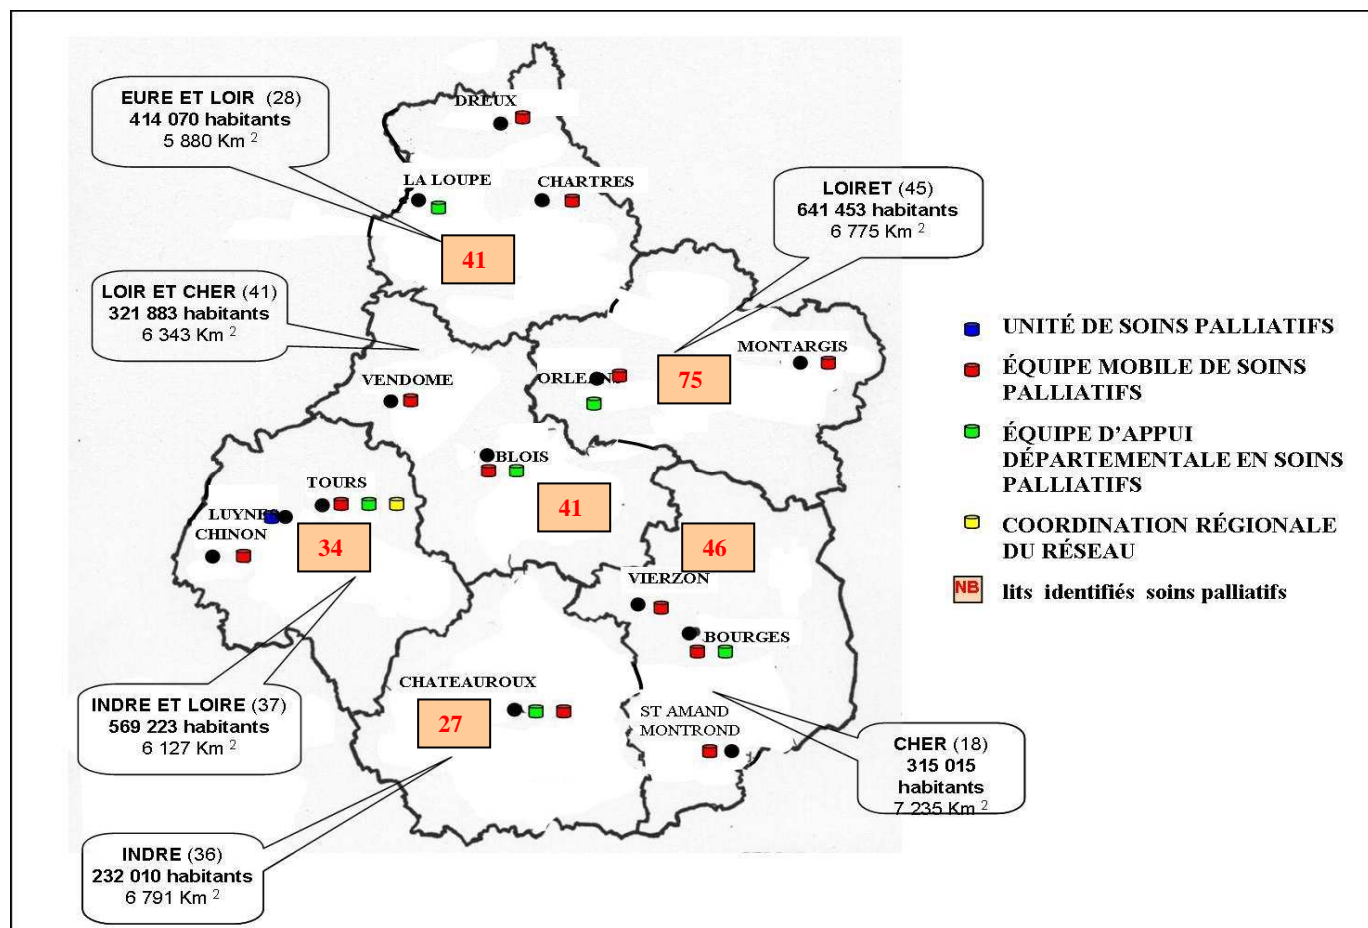 EURE ET LOIR (28)
414 070 habitants
5 880 Km 2
DREUX
LA LOUPE
CHARTRES
41
LOIRET (45)
641 453 habitants
6 775 Km 2
LOIR ET CHER (41)
321 883 habitants
6 343 Km 2
VENDOME
ORLEANS
75
MONTARGIS
BLOIS
41
TOURS
LUYNES
CHINON
34
46
VIERZON
BOURGES
CHATEAUROUX
27
ST AMAND
MONTROND
INDRE ET LOIRE (37)
569 223 habitants
6 127 Km 2
CHER (18)
315 015
habitants
7 235 Km 2
INDRE (36)
232 010 habitants
6 791 Km 2
UNITÉ DE SOINS PALLIATIFS
ÉQUIPE MOBILE DE SOINS
PALLIATIFS
ÉQUIPE D'APPUI
DÉPARTEMENTALE EN SOINS
PALLIATIFS
COORDINATION RÉGIONALE
DU RÉSEAU
NB lits identifiés soins palliatifs